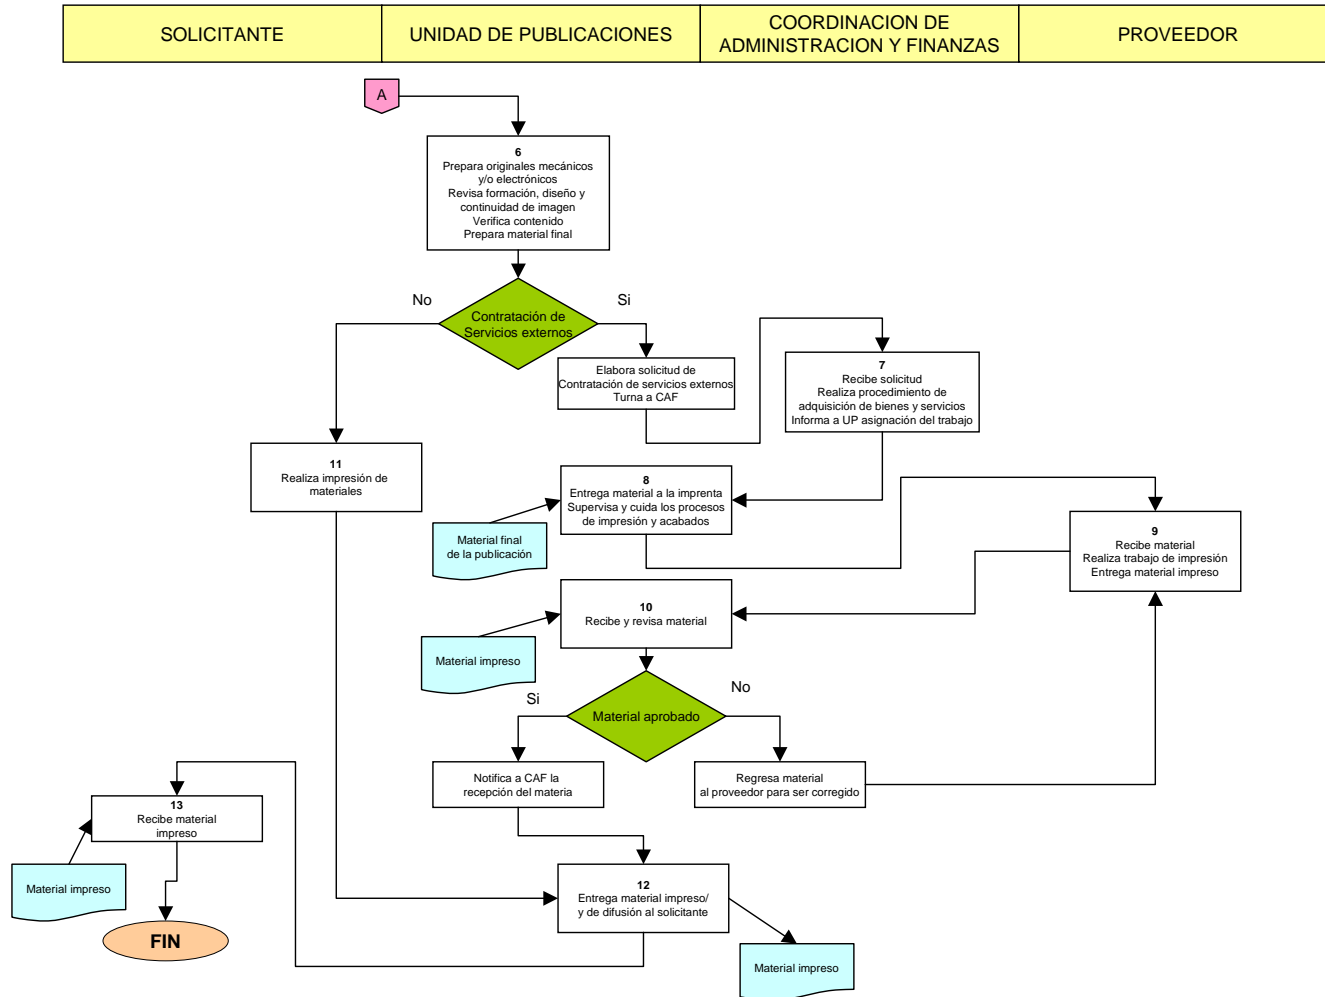 SOLICITANTE
UNIDAD DE PUBLICACIONES
COORDINACION DE
ADMINISTRACION Y FINANZAS
PROVEEDOR
A
6
Prepara originales mecánicos
y/o electrónicos
Revisa formación, diseño y
continuidad de imagen
Verifica contenido
Prepara material final
No
Si
Contratación de
Servicios externos
Elabora solicitud de
Contratación de servicios externos
Turna a CAF
7
Recibe solicitud
Realiza procedimiento de
adquisición de bienes y servicios
Informa a UP asignación del trabajo
11
Realiza impresión de
materiales
8
Entrega material a la imprenta
Supervisa y cuida los procesos
de impresión y acabados
Material final
de la publicación
9
Recibe material
Realiza trabajo de impresión
Entrega material impreso
10
Recibe y revisa material
Material impreso
Si
No
Material aprobado
Notifica a CAF la
recepción del materia
Regresa material
al proveedor para ser corregido
13
Recibe material
impreso
Material impreso
12
Entrega material impreso/
y de difusión al solicitante
FIN
Material impreso